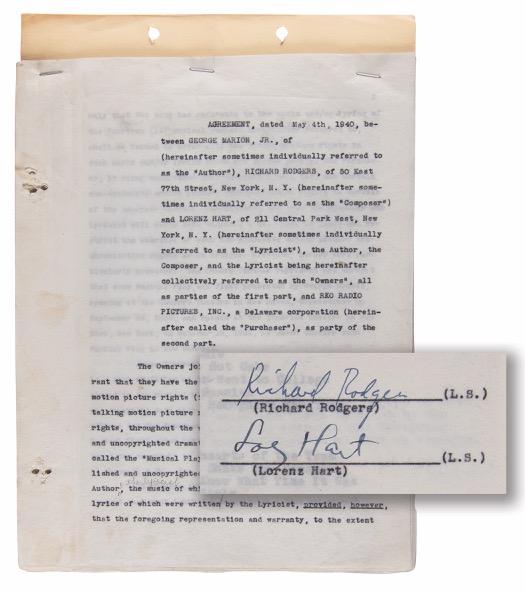 AGREEMENT, dated May 4th, 1940, be-
tween GEORGE MARION, JR., of
(hereinafter sometimes individually referred to
as the "Author"), RICHARD RODGERS, of 50 East
77th Street, New York, N. Y. (hereinafter some-
times individually referred to as the "Composer")
and LORENZ HART, of 211 Central Park West, New
York, N. Y. (hereinafter sometimes individually
referred to as the "Lyricist"), the Author, the
Composer, and the Lyricist being hereinafter
collectively referred to as the "Owners", all
as parties of the first part, and RKO RADIO
PICTURES, INC., a Delaware corporation (herein-
after called the "Purchaser"), as party of the
second part.
The Owners joi
rant that they have the
motion picture rights (
talking motion picture
rights, throughout the
and uncopyrighted dramat
called the "Musical Play
lished and uncopyrighted
Author, the music of whi
lyrics of which were written by the Lyricist, provided, however,
that the foregoing representation and warranty, to the extent
Richard Rodgers (L.S.)
(Richard Rodgers)
Lorenz Hart (L.S.)
(Lorenz Hart)